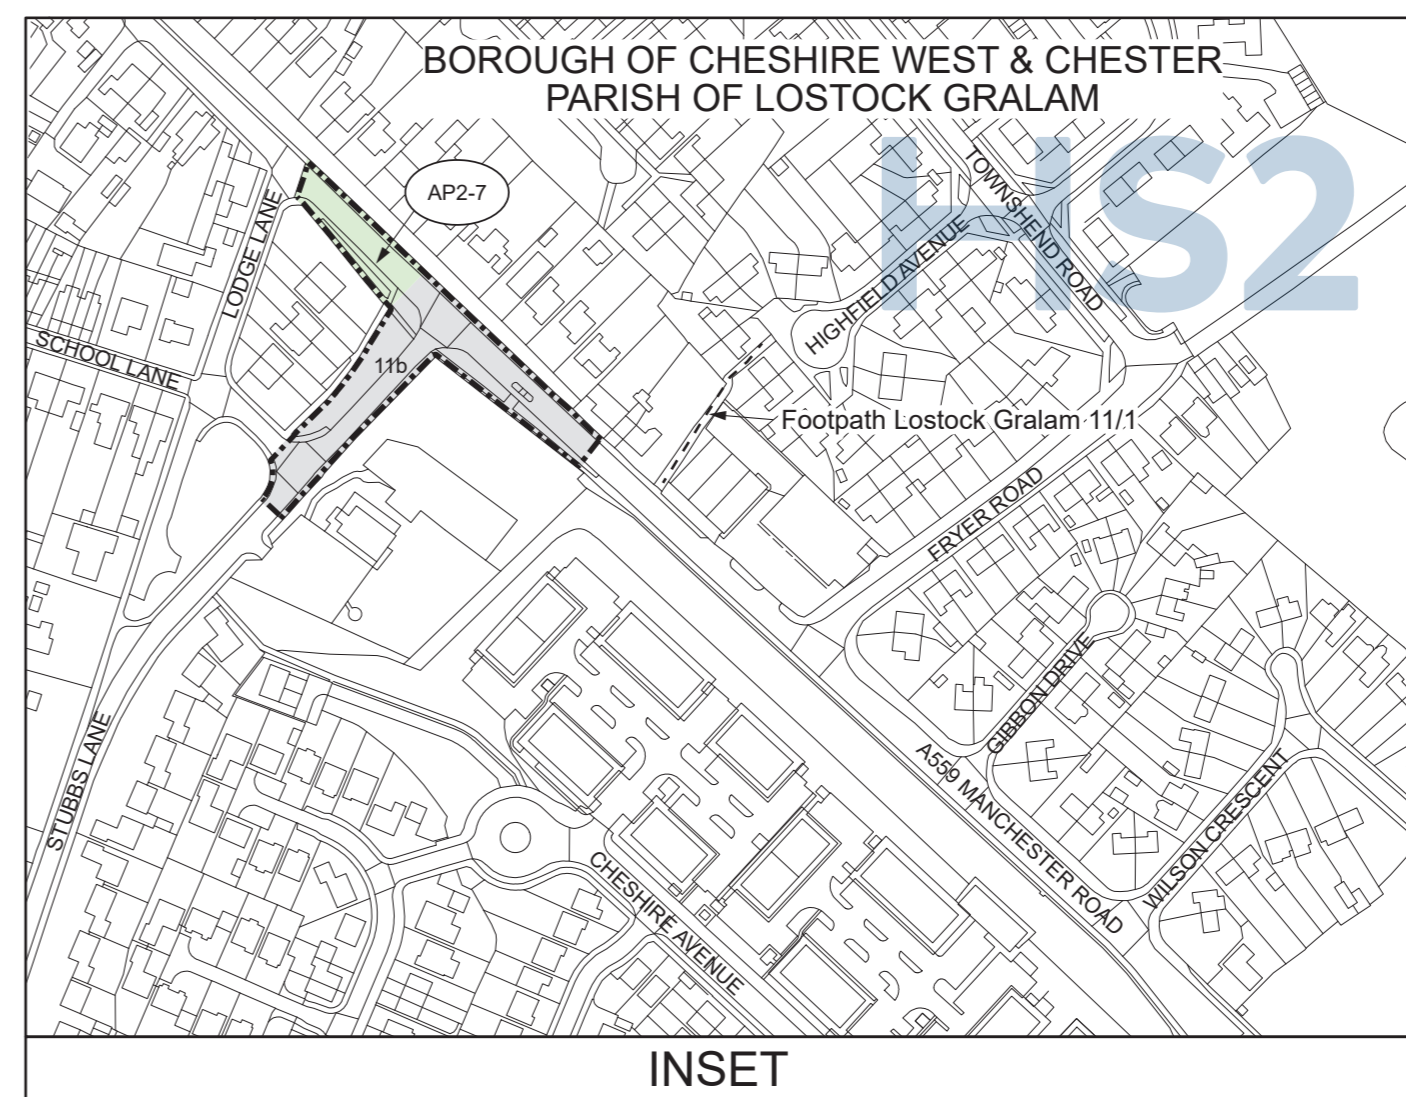 BOROUGH OF CHESHIRE WEST & CHESTER
PARISH OF LOSTOCK GRALAM
HS2
AP2-7
TOWNSHEND ROAD
LODGE LANE
HIGHFIELD AVENUE
SCHOOL LANE
11b
Footpath Lostock Gralam 11/1
FRYER ROAD
GIBBON DRIVE
STUBBS LANE
A559 MANCHESTER ROAD
WILSON CRESCENT
CHESHIRE AVENUE
INSET